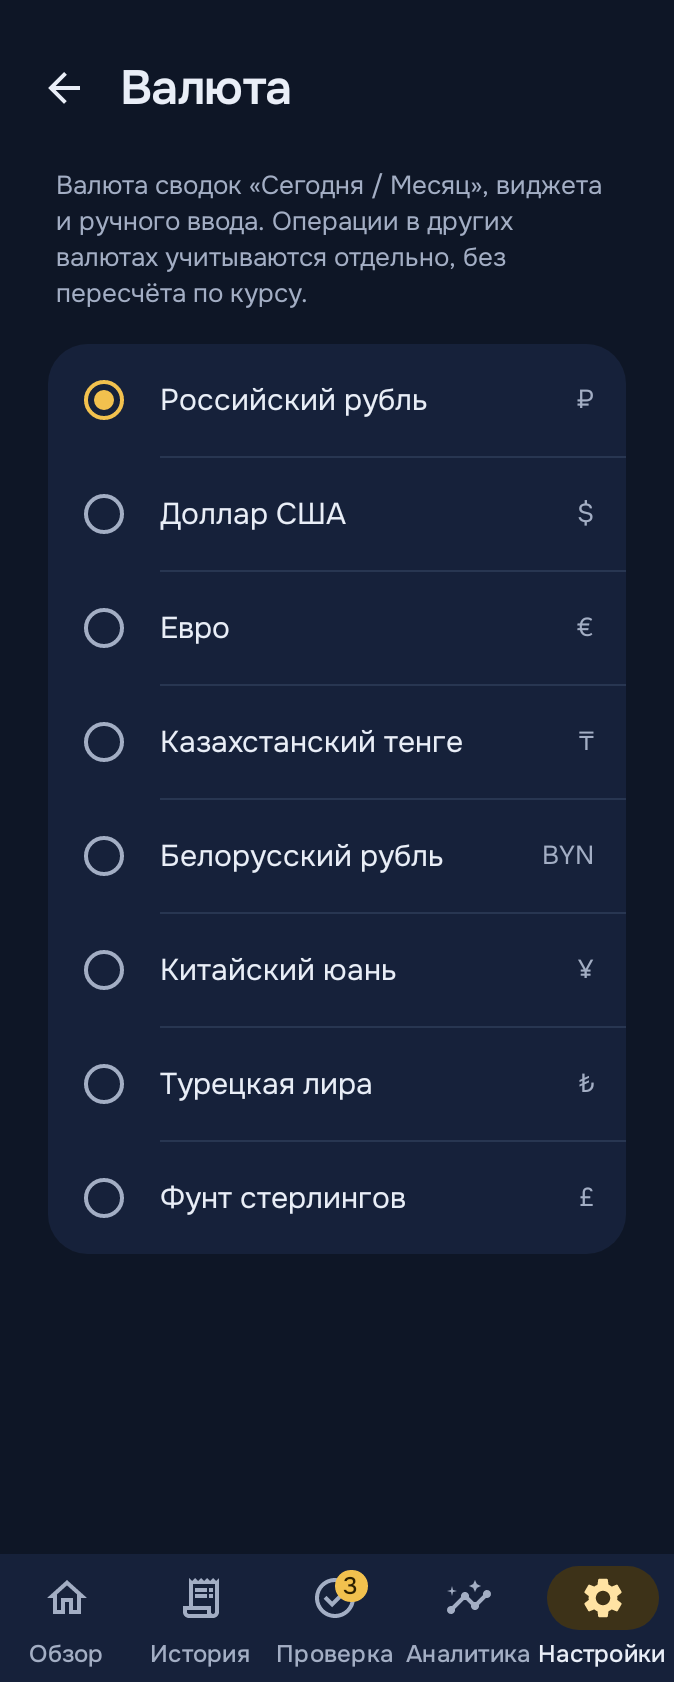 Валюта
Валюта сводок «Сегодня / Месяц», виджета
и ручного ввода. Операции в других
валютах учитываются отдельно, без
пересчёта по курсу.
Российский рубль ₽
Доллар США $
Евро €
Казахстанский тенге ₸
Белорусский рубль BYN
Китайский юань ¥
Турецкая лира ₺
Фунт стерлингов £
3
Обзор История Проверка Аналитика Настройки